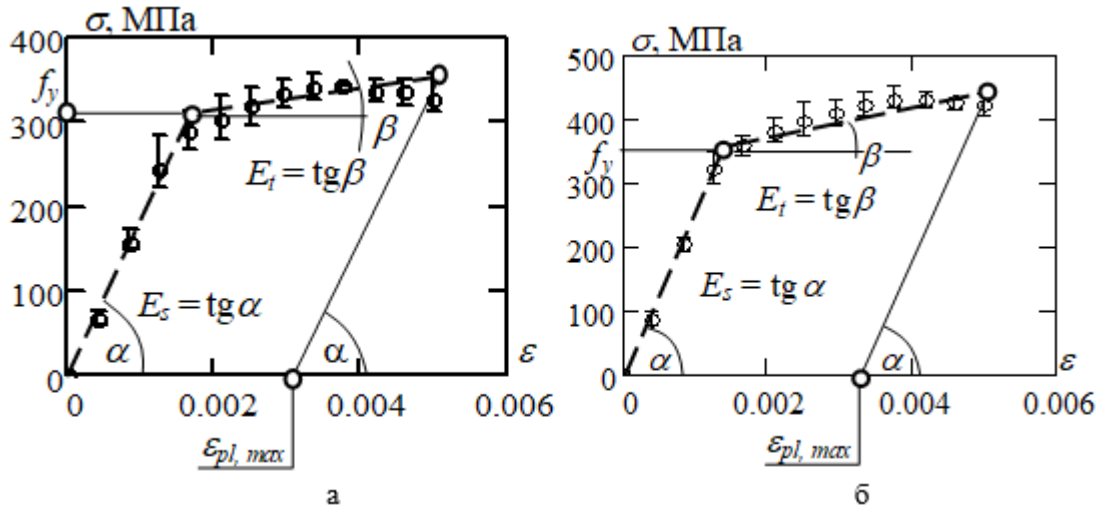 σ, МПа
400
f_y
300
200
100
0
0
0.002
0.004
0.006
ε
β
E_t = tgβ
E_s = tgα
α
α
ε_pl, max
а
σ, МПа
500
400
f_y
300
200
100
0
0
0.002
0.004
0.006
ε
β
E_t = tgβ
E_s = tgα
α
α
ε_pl, max
б